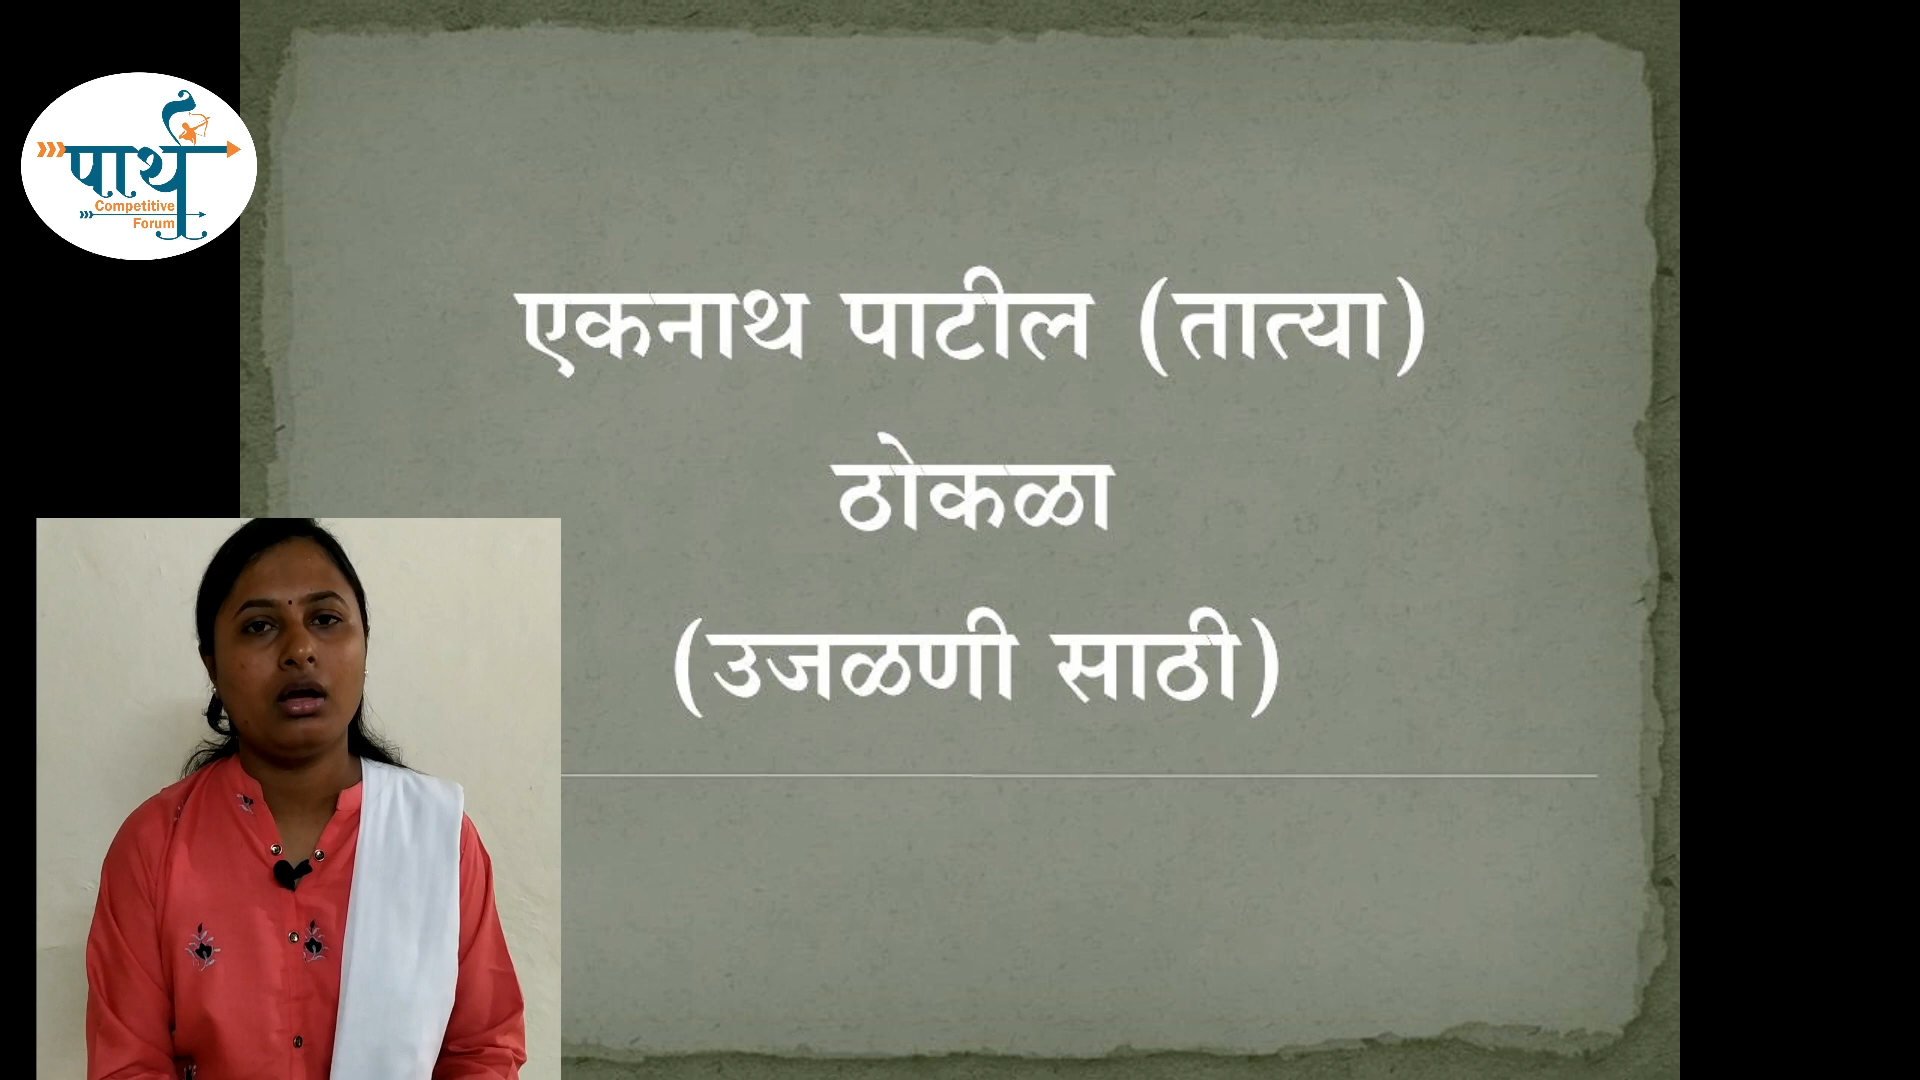 पार्थ
Competitive
Forum
एकनाथ पाटील (तात्या)
ठोकळा
(उजळणी साठी)